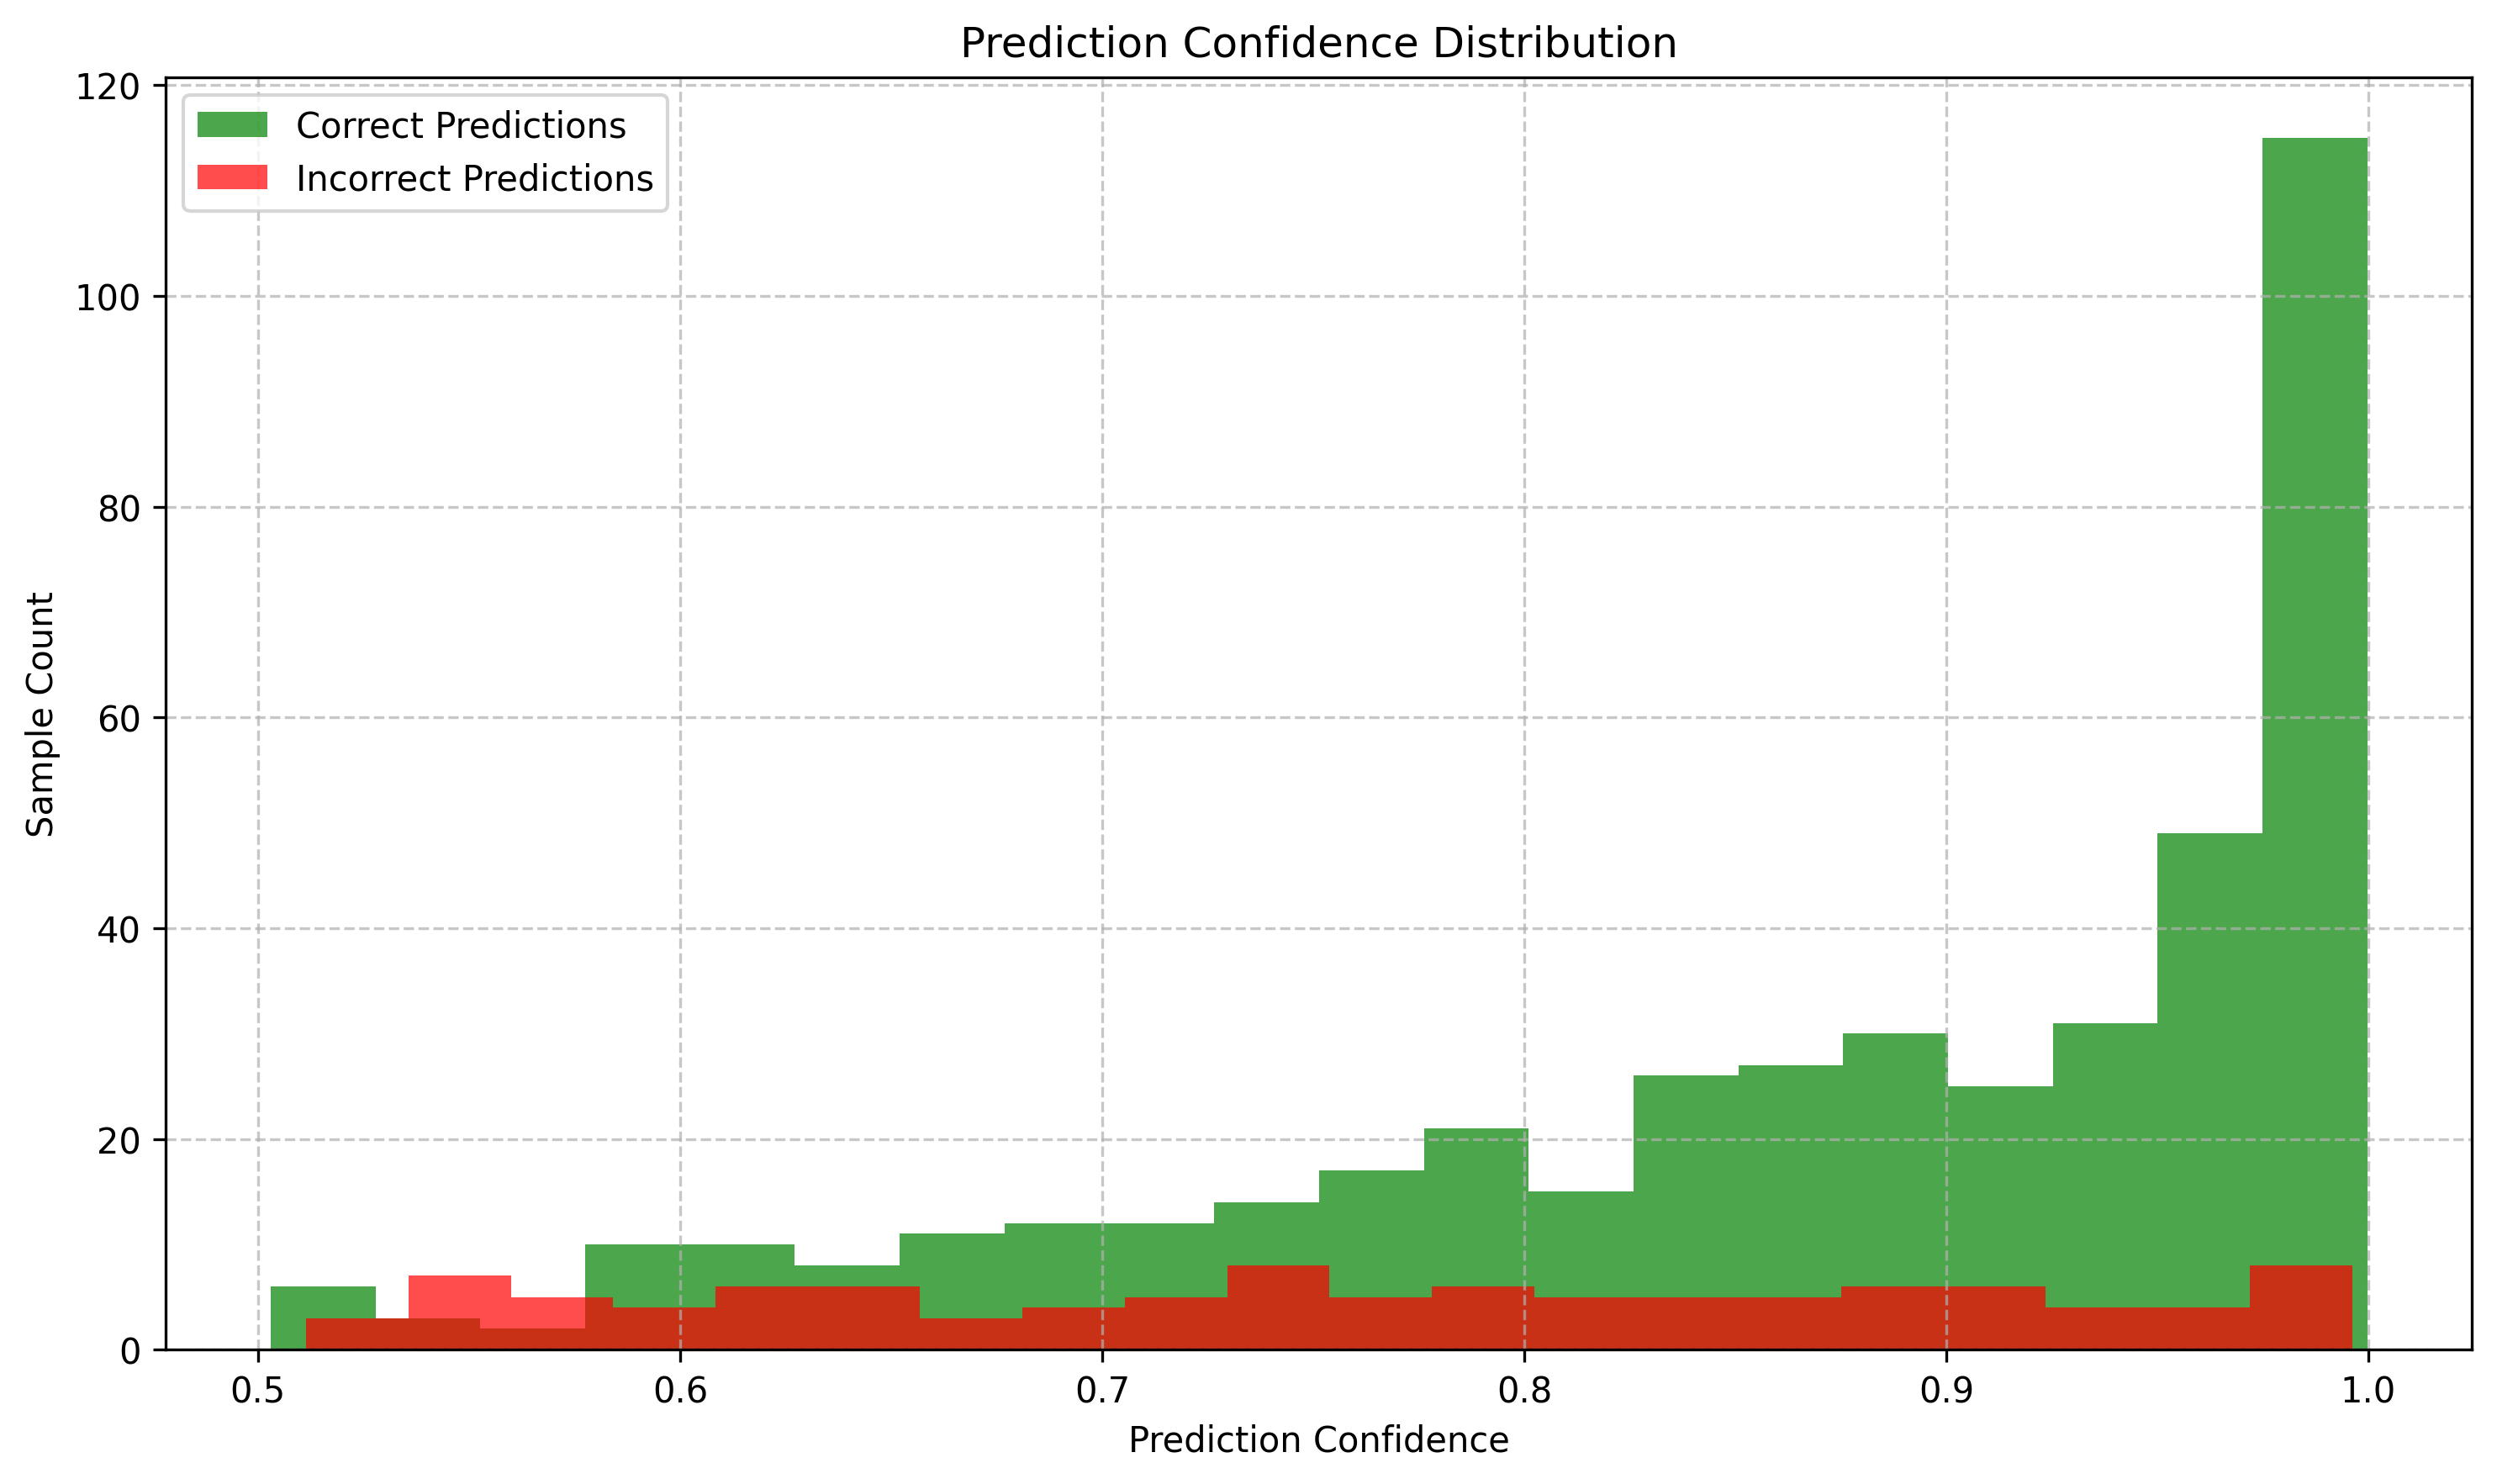 Prediction Confidence Distribution
120
100
80
60
40
20
0
Sample Count
Correct Predictions
Incorrect Predictions
0.5 0.6 0.7 0.8 0.9 1.0
Prediction Confidence